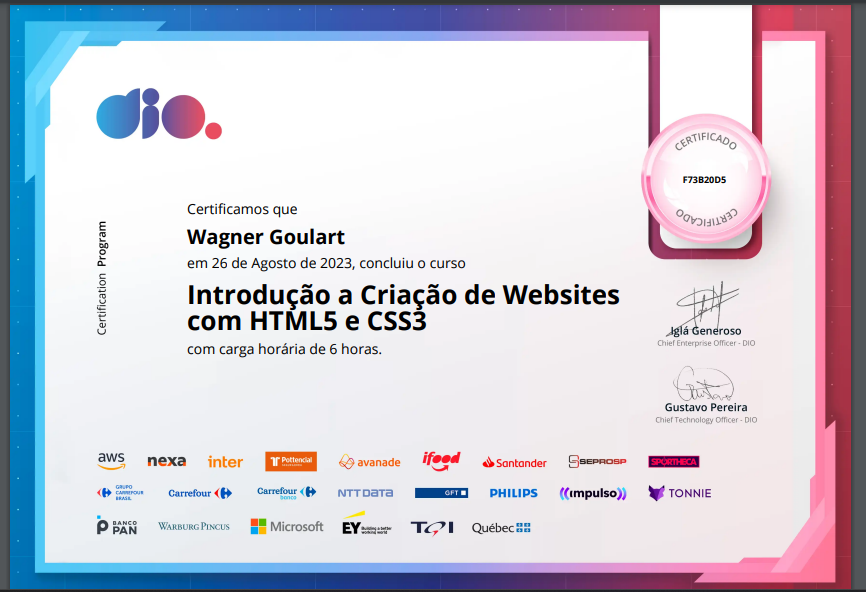 dio.
CERTIFICADO
F73B20D5
CERTIFICADO
Certification Program
Certificamos que
Wagner Goulart
em 26 de Agosto de 2023, concluiu o curso
Introdução a Criação de Websites
com HTML5 e CSS3
com carga horária de 6 horas.
Iglá Generoso
Chief Enterprise Officer - DIO
Gustavo Pereira
Chief Technology Officer - DIO
aws nexa inter Pottencial avanade ifood Santander SEPROSP SPORTHECA
GRUPO CARREFOUR BRASIL Carrefour Carrefour banco NTT DATA GFT PHILIPS impulso TONNIE
BANCO PAN WARBURG PINCUS Microsoft EY Building a better working world TQI Québec